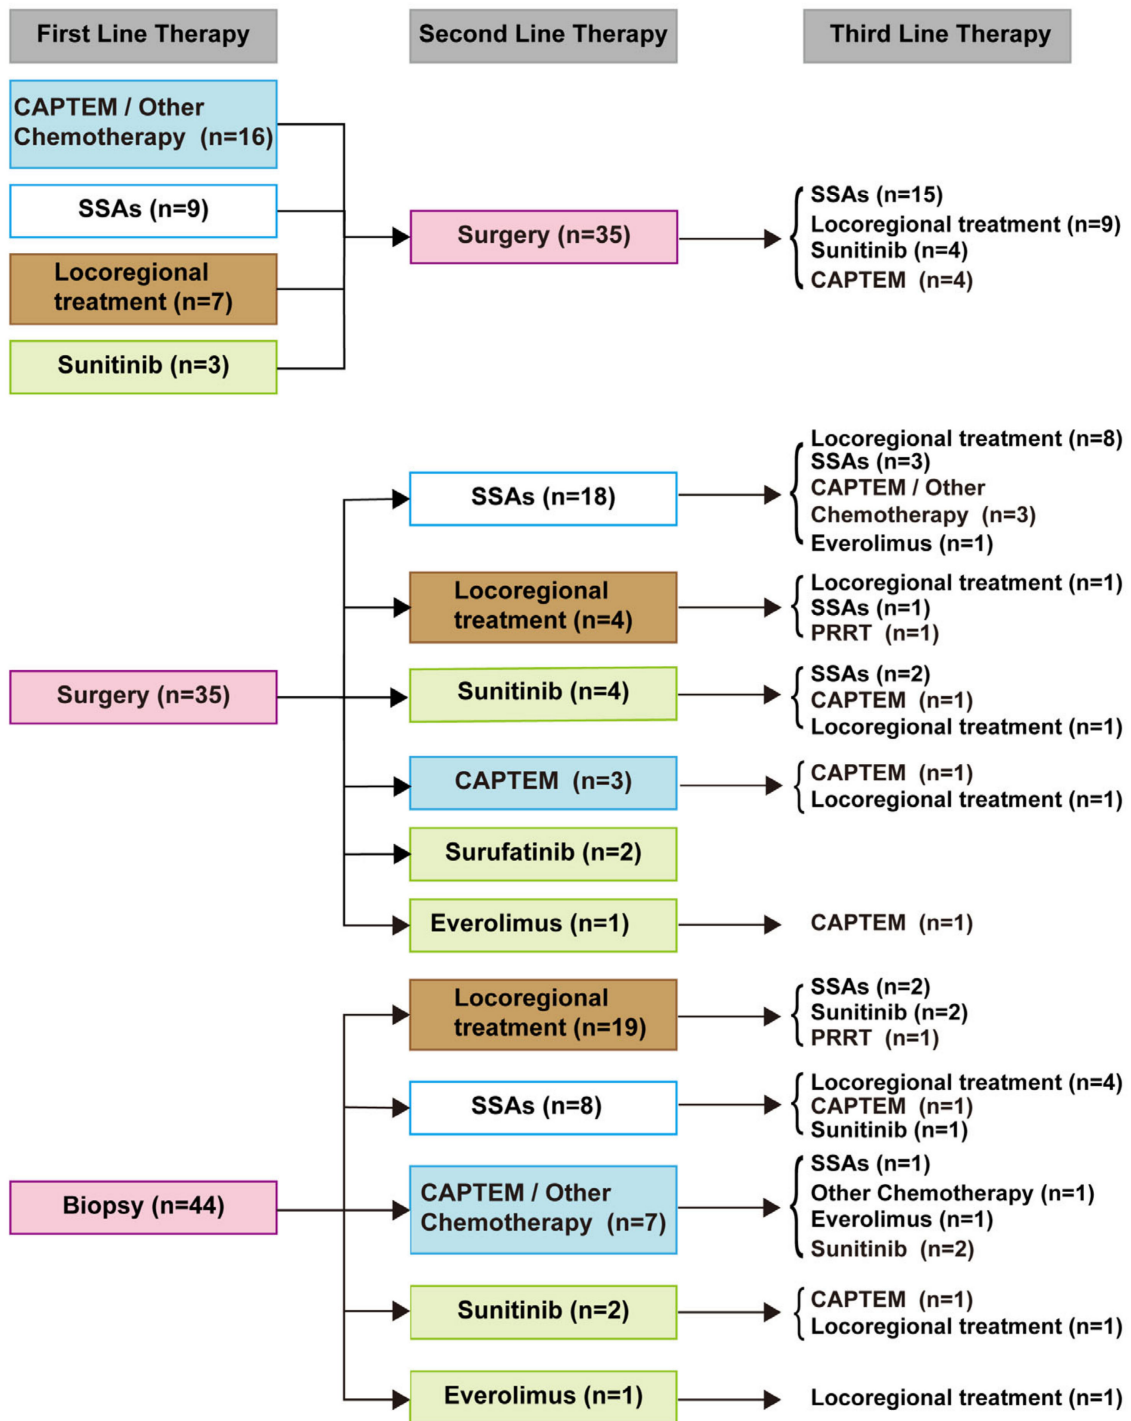 First Line Therapy
Second Line Therapy
Third Line Therapy
CAPTEM / Other
Chemotherapy (n=16)
SSAs (n=9)
Locoregional
treatment (n=7)
Sunitinib (n=3)
Surgery (n=35)
SSAs (n=15)
Locoregional treatment (n=9)
Sunitinib (n=4)
CAPTEM (n=4)
Surgery (n=35)
SSAs (n=18)
Locoregional treatment (n=8)
SSAs (n=3)
CAPTEM / Other
Chemotherapy (n=3)
Everolimus (n=1)
Locoregional
treatment (n=4)
Locoregional treatment (n=1)
SSAs (n=1)
PRRT (n=1)
Sunitinib (n=4)
SSAs (n=2)
CAPTEM (n=1)
Locoregional treatment (n=1)
CAPTEM (n=3)
CAPTEM (n=1)
Locoregional treatment (n=1)
Surufatinib (n=2)
Everolimus (n=1)
CAPTEM (n=1)
Biopsy (n=44)
Locoregional
treatment (n=19)
SSAs (n=2)
Sunitinib (n=2)
PRRT (n=1)
SSAs (n=8)
Locoregional treatment (n=4)
CAPTEM (n=1)
Sunitinib (n=1)
CAPTEM / Other
Chemotherapy (n=7)
SSAs (n=1)
Other Chemotherapy (n=1)
Everolimus (n=1)
Sunitinib (n=2)
Sunitinib (n=2)
CAPTEM (n=1)
Locoregional treatment (n=1)
Everolimus (n=1)
Locoregional treatment (n=1)